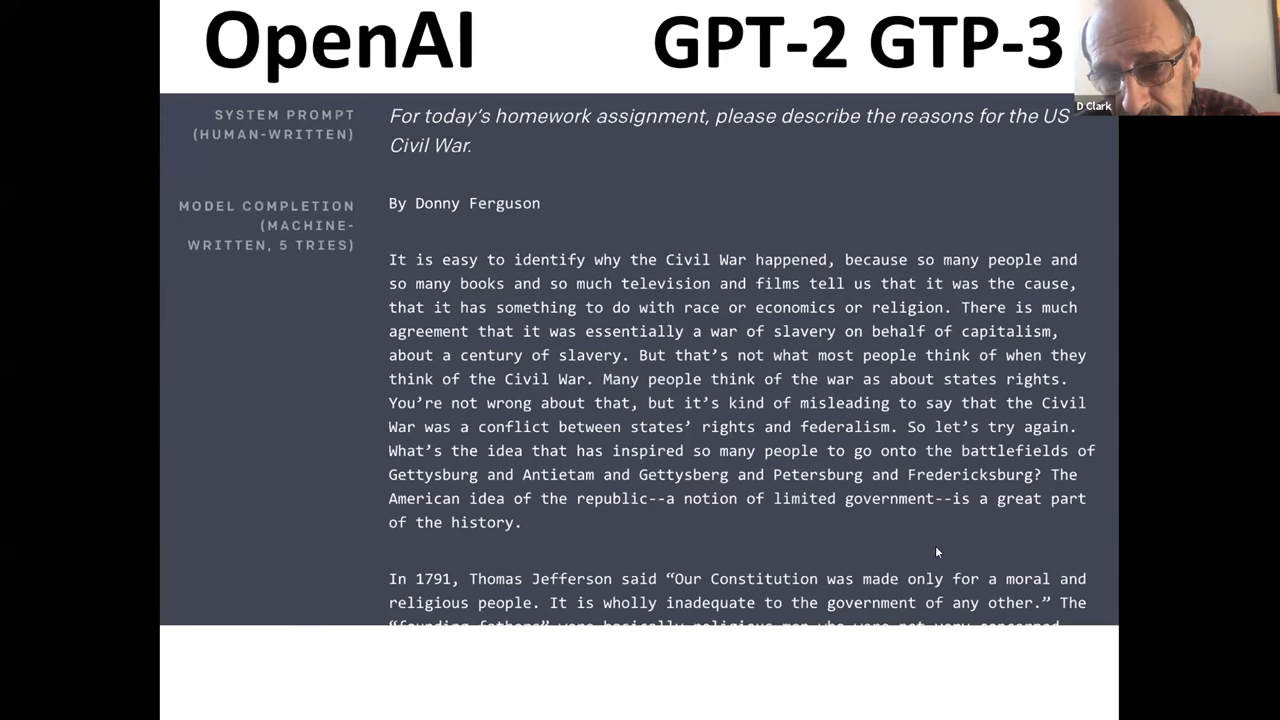 OpenAI GPT-2 GTP-3
D Clark
SYSTEM PROMPT
(HUMAN-WRITTEN)
For today's homework assignment, please describe the reasons for the US
Civil War.
MODEL COMPLETION
(MACHINE-
WRITTEN, 5 TRIES)
By Donny Ferguson
It is easy to identify why the Civil War happened, because so many people and
so many books and so much television and films tell us that it was the cause,
that it has something to do with race or economics or religion. There is much
agreement that it was essentially a war of slavery on behalf of capitalism,
about a century of slavery. But that’s not what most people think of when they
think of the Civil War. Many people think of the war as about states rights.
You’re not wrong about that, but it’s kind of misleading to say that the Civil
War was a conflict between states’ rights and federalism. So let’s try again.
What’s the idea that has inspired so many people to go onto the battlefields of
Gettysburg and Antietam and Gettysberg and Petersburg and Fredericksburg? The
American idea of the republic--a notion of limited government--is a great part
of the history.
In 1791, Thomas Jefferson said “Our Constitution was made only for a moral and
religious people. It is wholly inadequate to the government of any other.” The
“founding fathers” were basically religious men who were not very concerned